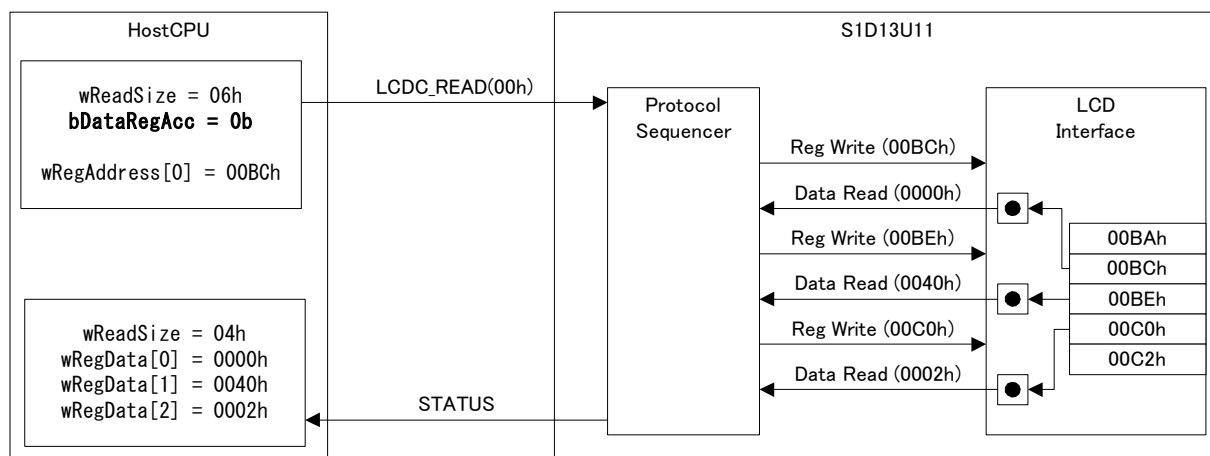 HostCPU
wReadSize = 06h
bDataRegAcc = 0b
wRegAddress[0] = 00BCh
wReadSize = 04h
wRegData[0] = 0000h
wRegData[1] = 0040h
wRegData[2] = 0002h
LCDC_READ(00h)
STATUS
S1D13U11
Protocol
Sequencer
Reg Write (00BCh)
Data Read (0000h)
Reg Write (00BEh)
Data Read (0040h)
Reg Write (00C0h)
Data Read (0002h)
LCD
Interface
00BAh
00BCh
00BEh
00C0h
00C2h